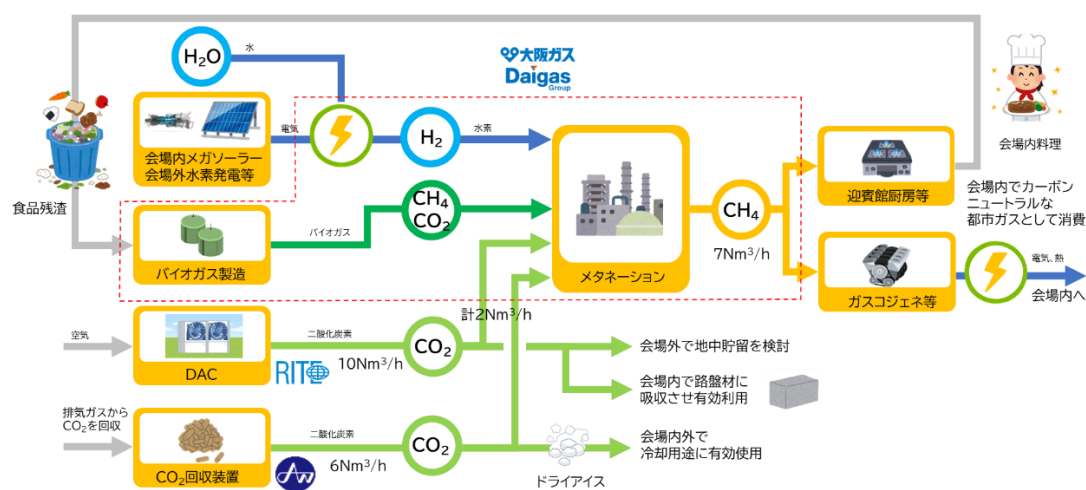 H₂O
水
大阪ガス
Daigas
Group
会場内メガソーラー
会場外水素発電等
電気
H₂
水素
会場内料理
食品残渣
バイオガス製造
バイオガス
CH₄
CO₂
メタネーション
CH₄
7Nm³/h
迎賓館厨房等
会場内でカーボン
ニュートラルな
都市ガスとして消費
ガスコジェネ等
電気、熱
会場内へ
空気
DAC
二酸化炭素
RITE
10Nm³/h
CO₂
計2Nm³/h
会場外で地中貯留を検討
会場内で路盤材に
吸収させ有効利用
排気ガスから
CO₂を回収
CO₂回収装置
二酸化炭素
6Nm³/h
CO₂
ドライアイス
会場内外で
冷却用途に有効使用